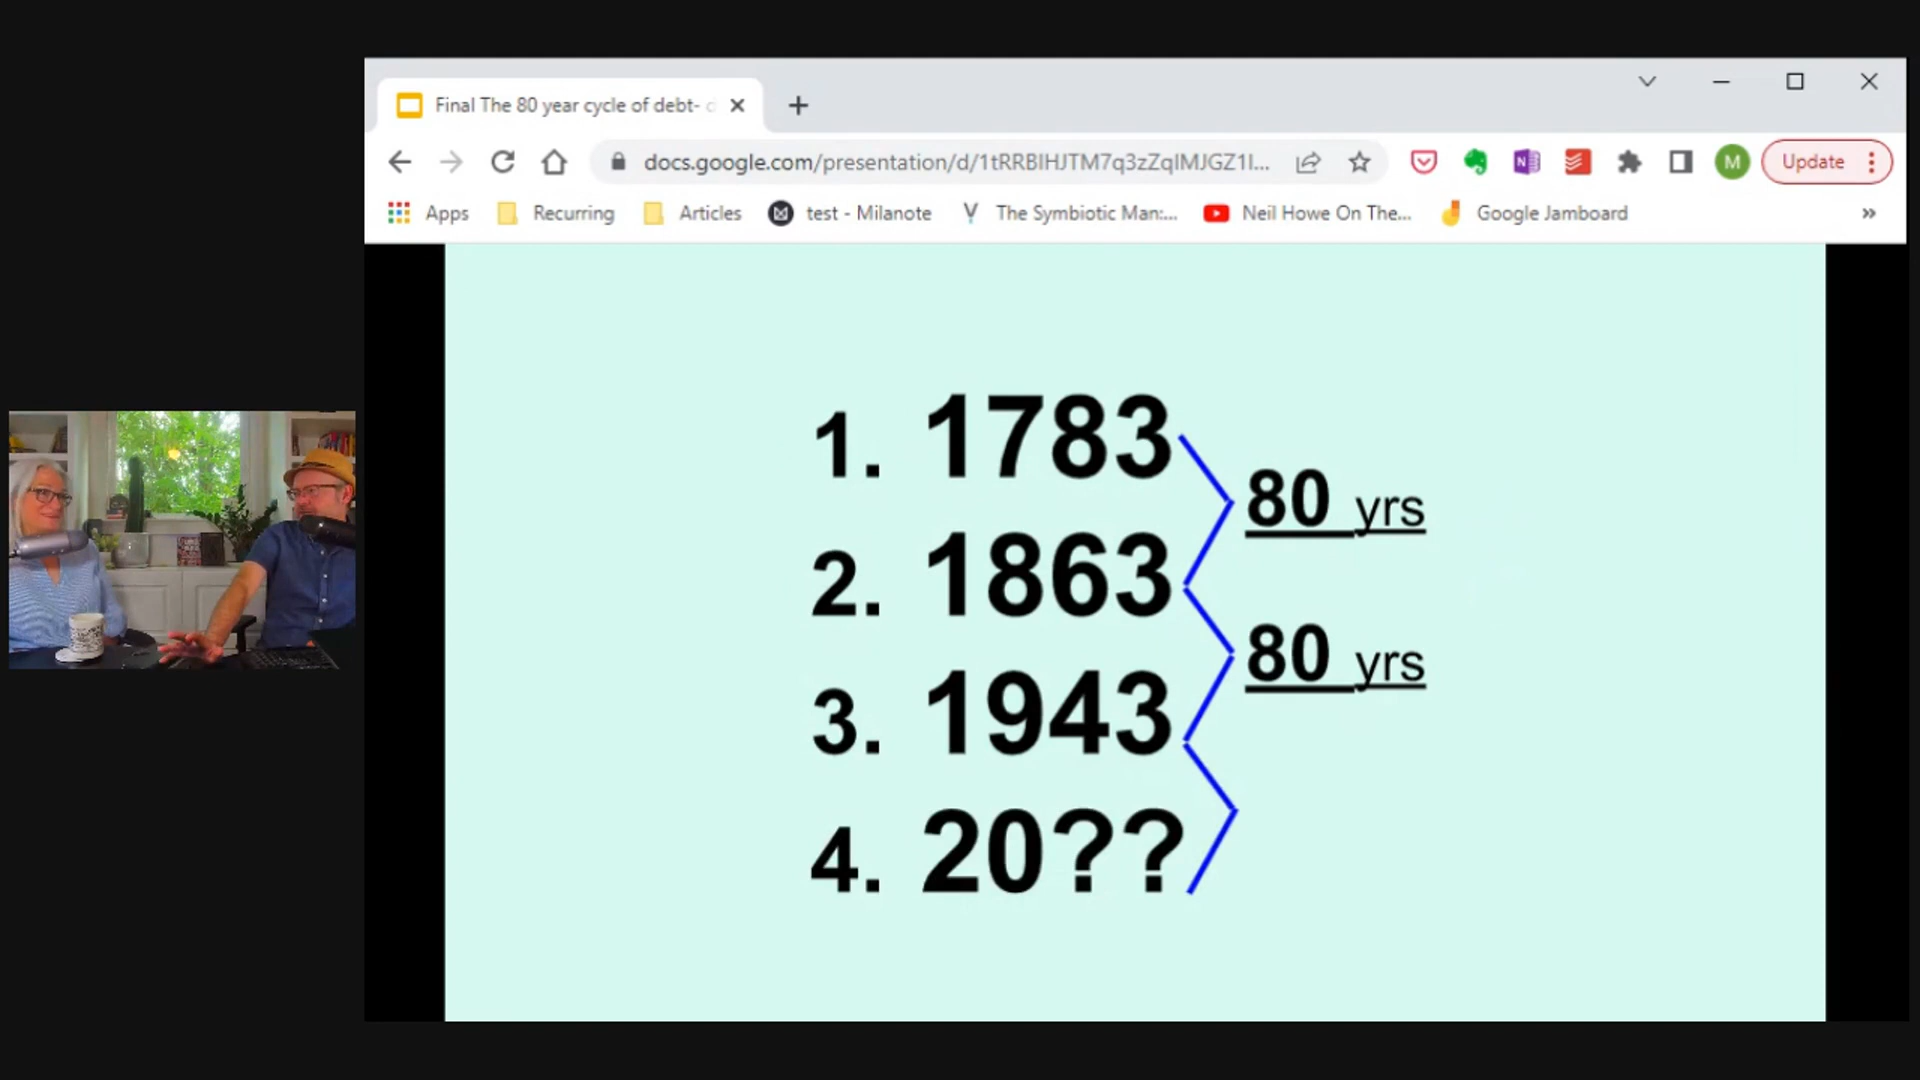 Final The 80 year cycle of debt-
docs.google.com/presentation/d/1tRRBIHJTM7q3zZqIMJGZ1I...
M
Update
Apps
Recurring
Articles
test - Milanote
The Symbiotic Man:...
Neil Howe On The...
Google Jamboard
»
1. 1783
80 yrs
2. 1863
80 yrs
3. 1943
4. 20??